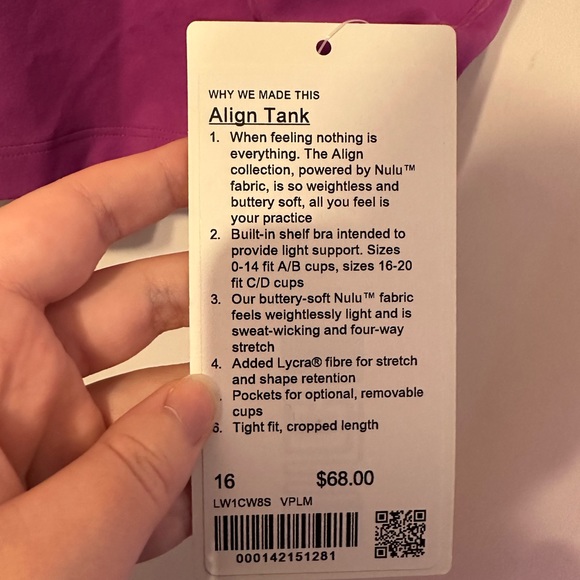 WHY WE MADE THIS
Align Tank
1. When feeling nothing is
everything. The Align
collection, powered by Nulu™
fabric, is so weightless and
buttery soft, all you feel is
your practice
2. Built-in shelf bra intended to
provide light support. Sizes
0-14 fit A/B cups, sizes 16-20
fit C/D cups
3. Our buttery-soft Nulu™ fabric
feels weightlessly light and is
sweat-wicking and four-way
stretch
4. Added Lycra® fibre for stretch
and shape retention
Pockets for optional, removable
cups
6. Tight fit, cropped length
16 $68.00
LW1CW8S VPLM
000142151281